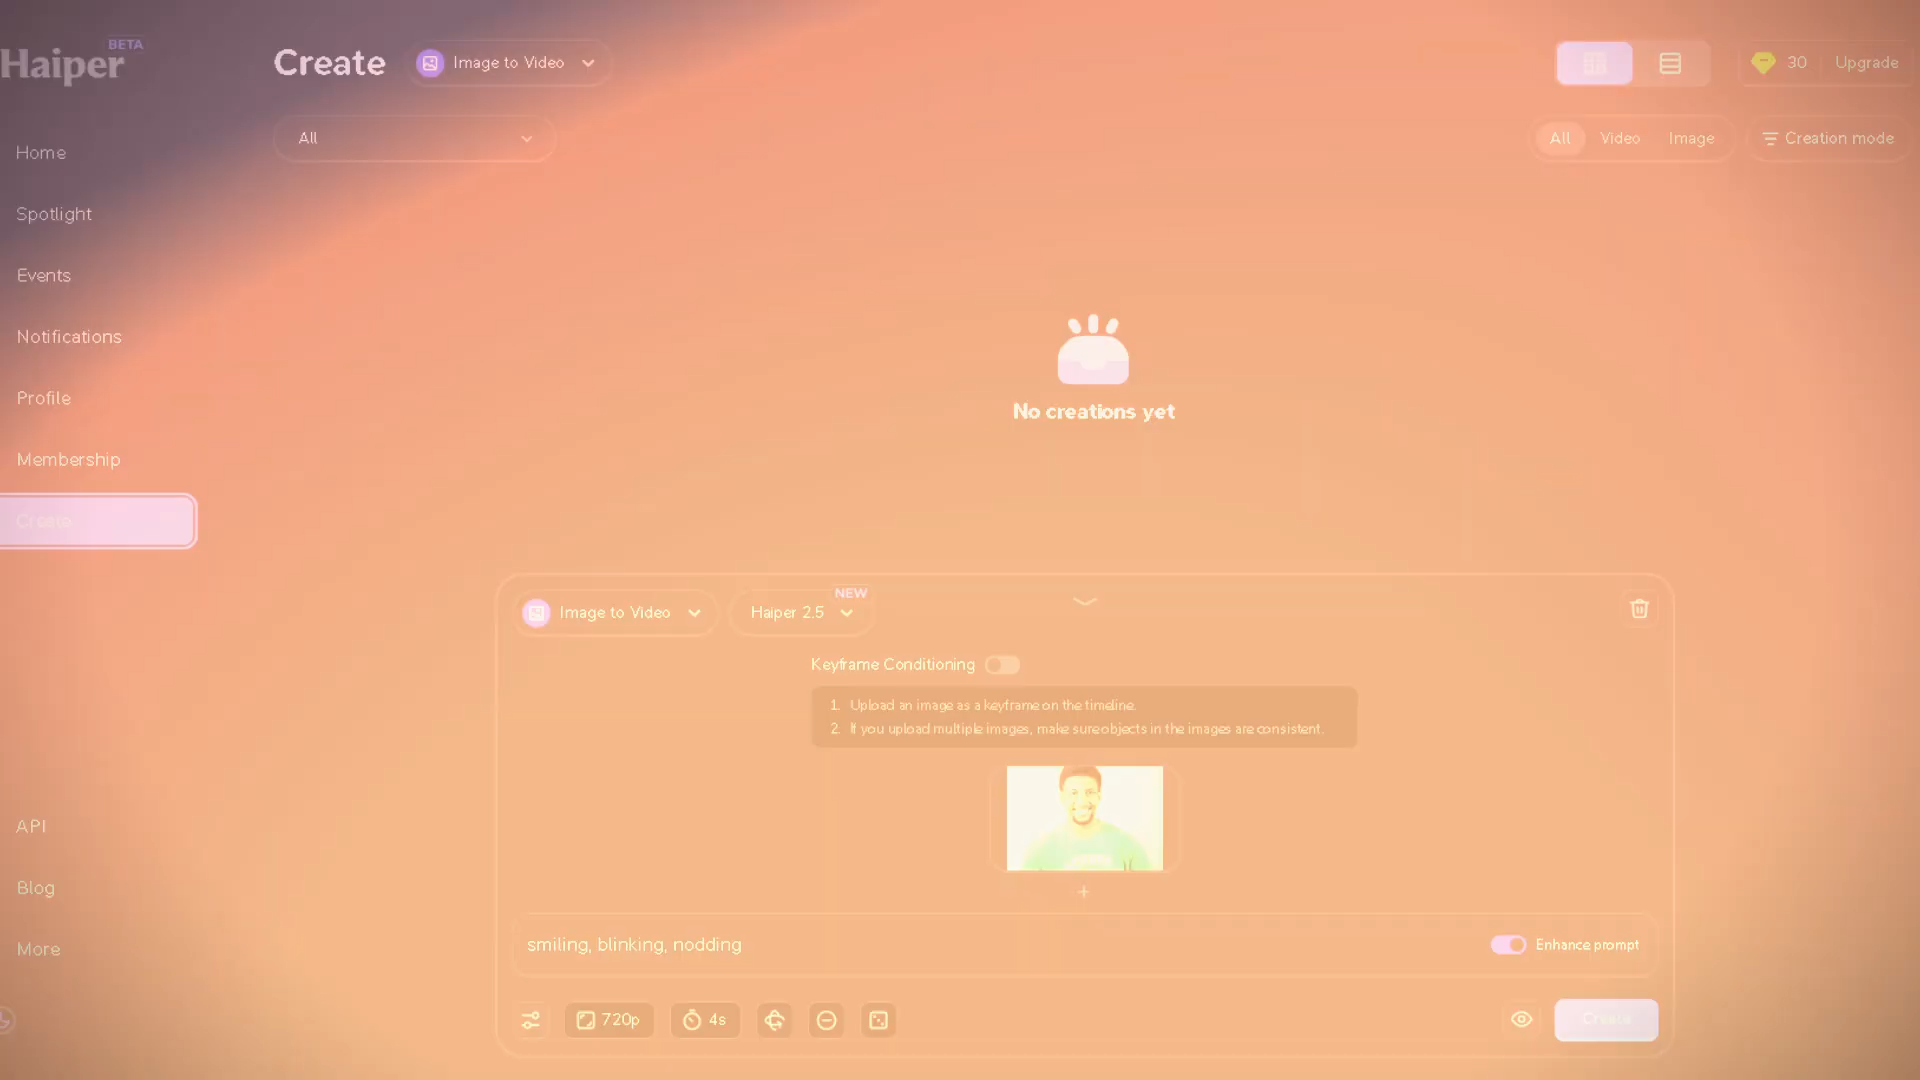 Haiper BETA
Create
Image to Video
30
Upgrade
All
All
Video
Image
Creation mode
Home
Spotlight
Events
Notifications
Profile
Membership
Create
API
Blog
More
No creations yet
Image to Video
Haiper 2.5
NEW
Keyframe Conditioning
1. Upload an image as a keyframe on the timeline.
2. If you upload multiple images, make sure objects in the images are consistent.
+
smiling, blinking, nodding
Enhance prompt
720p
4s
Create